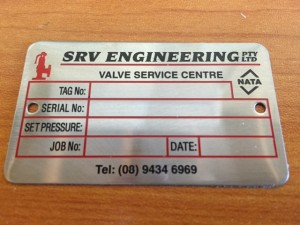 SRV ENGINEERING PTY LTD
VALVE SERVICE CENTRE
NATA
TAG No:
SERIAL No:
SET PRESSURE:
JOB No: DATE:
Tel: (08) 9434 6969